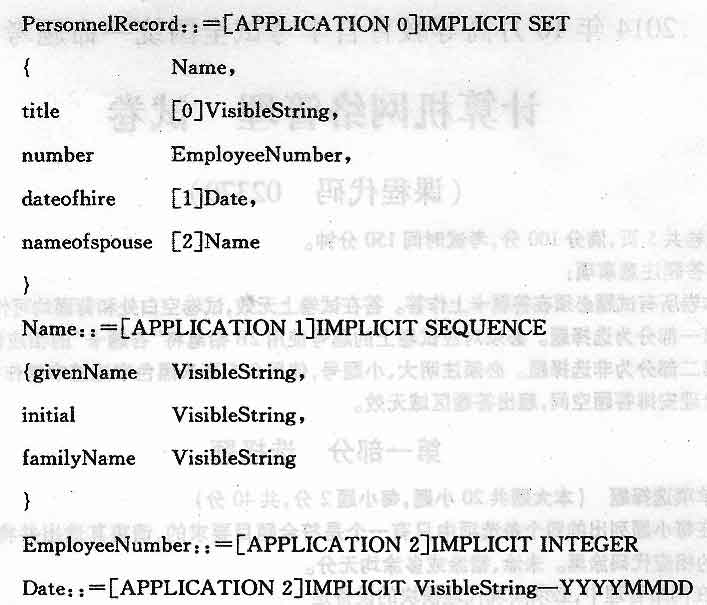 PersonnelRecord::=[APPLICATION 0]IMPLICIT SET
{ Name,
title [0]VisibleString,
number EmployeeNumber,
dateofhire [1]Date,
nameofspouse [2]Name
}
Name::=[APPLICATION 1]IMPLICIT SEQUENCE
{givenName VisibleString,
initial VisibleString,
familyName VisibleString
}
EmployeeNumber::=[APPLICATION 2]IMPLICIT INTEGER
Date::=[APPLICATION 2]IMPLICIT VisibleString—YYYYMMDD